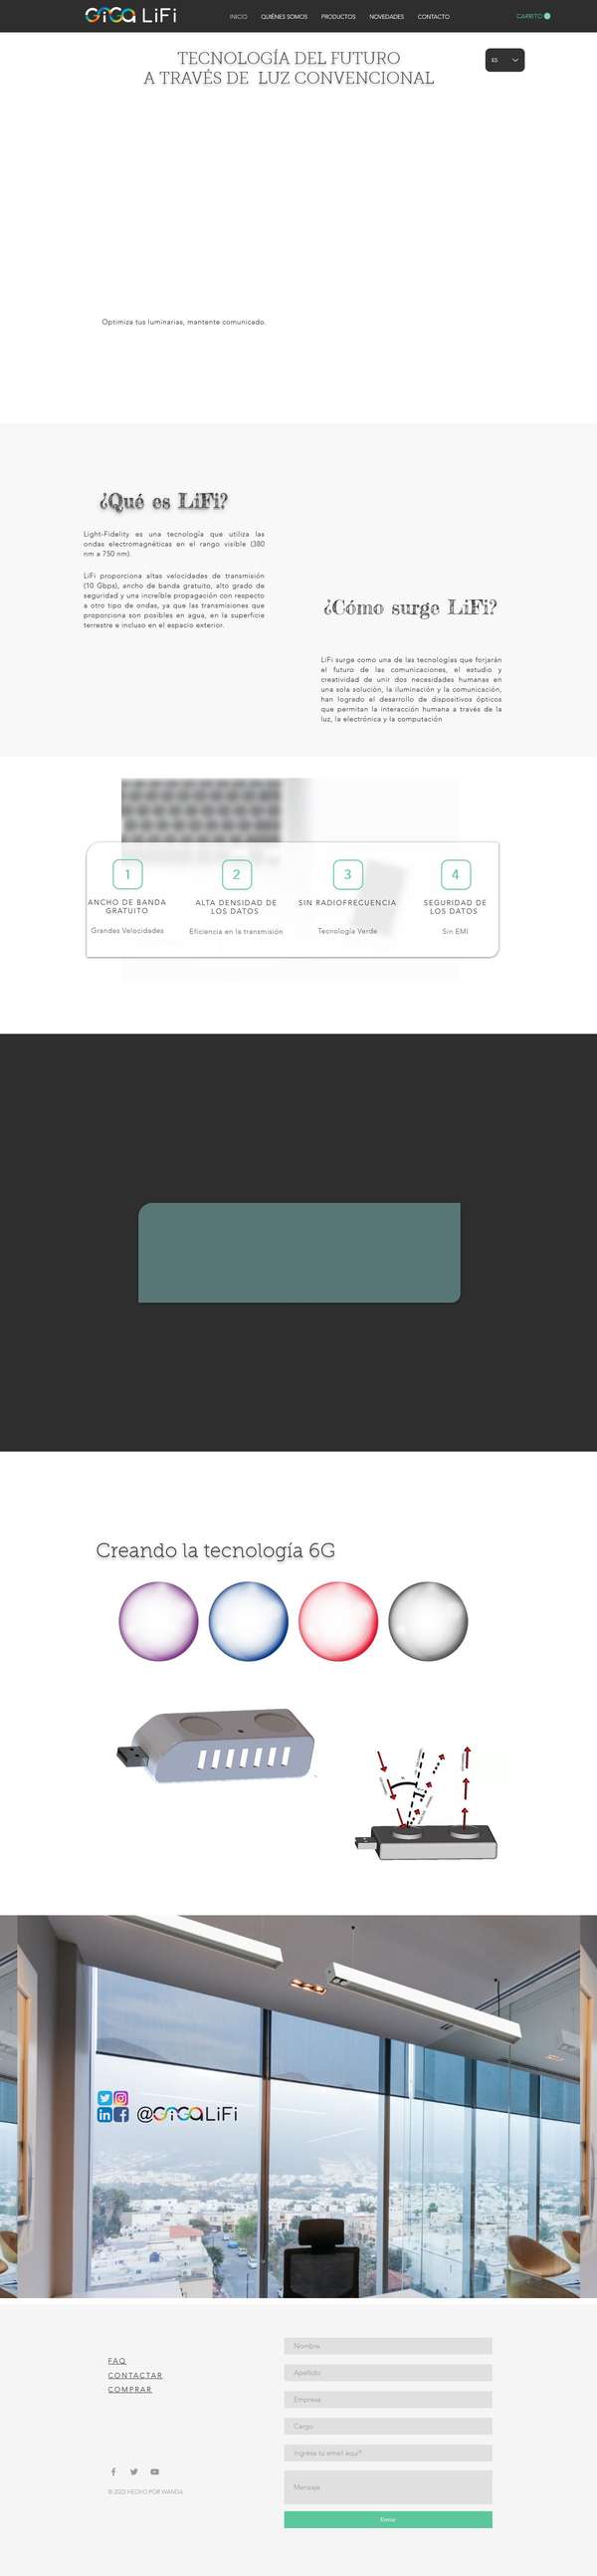 GiGa LiFi
INICIO QUIÉNES SOMOS PRODUCTOS NOVEDADES CONTACTO
CARRITO
TECNOLOGÍA DEL FUTURO
A TRAVÉS DE LUZ CONVENCIONAL
ES
Optimiza tus luminarias, mantente comunicado.
¿Qué es LiFi?
Light-Fidelity es una tecnología que utiliza las
ondas electromagnéticas en el rango visible (380
nm a 750 nm).
LiFi proporciona altas velocidades de transmisión
(10 Gbps), ancho de banda gratuito, alto grado de
seguridad y una increíble propagación con respecto
a otro tipo de ondas, ya que las transmisiones que
proporciona son posibles en agua, en la superficie
terrestre e incluso en el espacio exterior.
¿Cómo surge LiFi?
LiFi surge como una de las tecnologías que forjarán
el futuro de las comunicaciones, el estudio y
creatividad de unir dos necesidades humanas en
una sola solución, la iluminación y la comunicación,
han logrado el desarrollo de dispositivos ópticos
que permitan la interacción humana a través de la
luz, la electrónica y la computación
1
ANCHO DE BANDA
GRATUITO
Grandes Velocidades
2
ALTA DENSIDAD DE
LOS DATOS
Eficiencia en la transmisión
3
SIN RADIOFRECUENCIA
Tecnología Verde
4
SEGURIDAD DE
LOS DATOS
Sin EMI
Creando la tecnología 6G
@GiGaLiFi
FAQ
CONTACTAR
COMPRAR
© 2022 HECHO POR WANDA
Nombre
Apellido
Empresa
Cargo
Ingresa tu email aquí*
Mensaje
Enviar